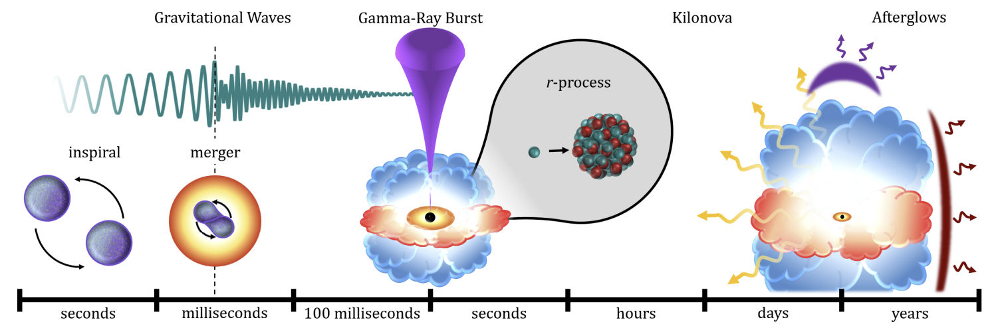 Gravitational Waves
Gamma-Ray Burst
Kilonova
Afterglows
r-process
inspiral
merger
seconds
milliseconds
100 milliseconds
seconds
hours
days
years